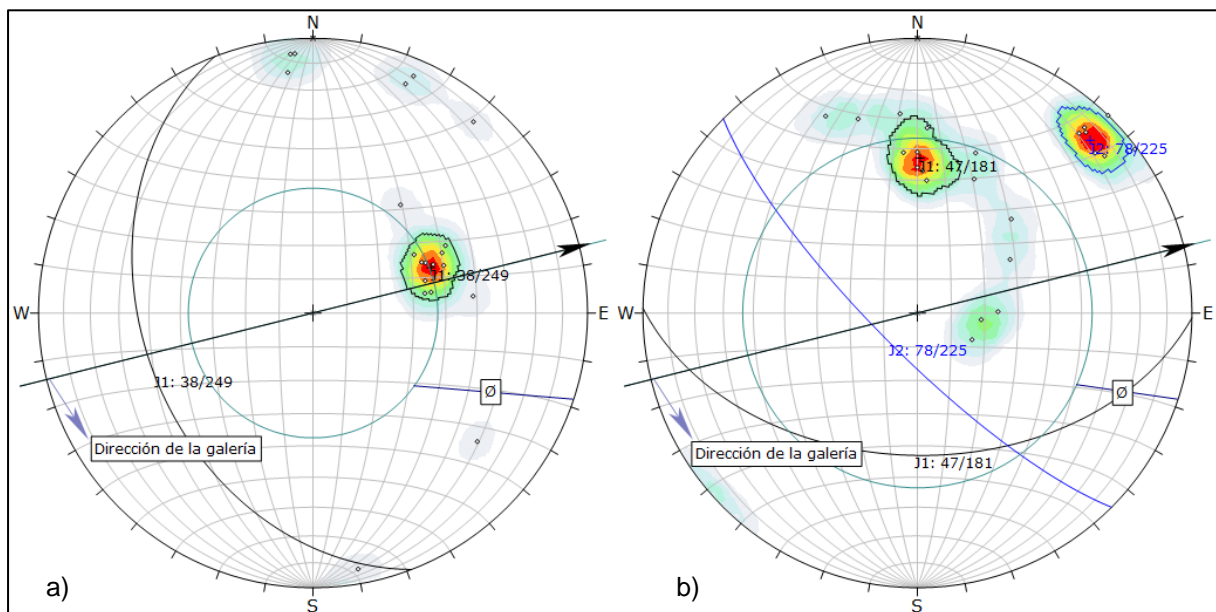 N
W
E
S
J1: 38/249
J1: 38/249
Ø
Dirección de la galería
a)
N
W
E
S
J2: 78/225
J1: 47/181
J2: 78/225
J1: 47/181
Ø
Dirección de la galería
b)